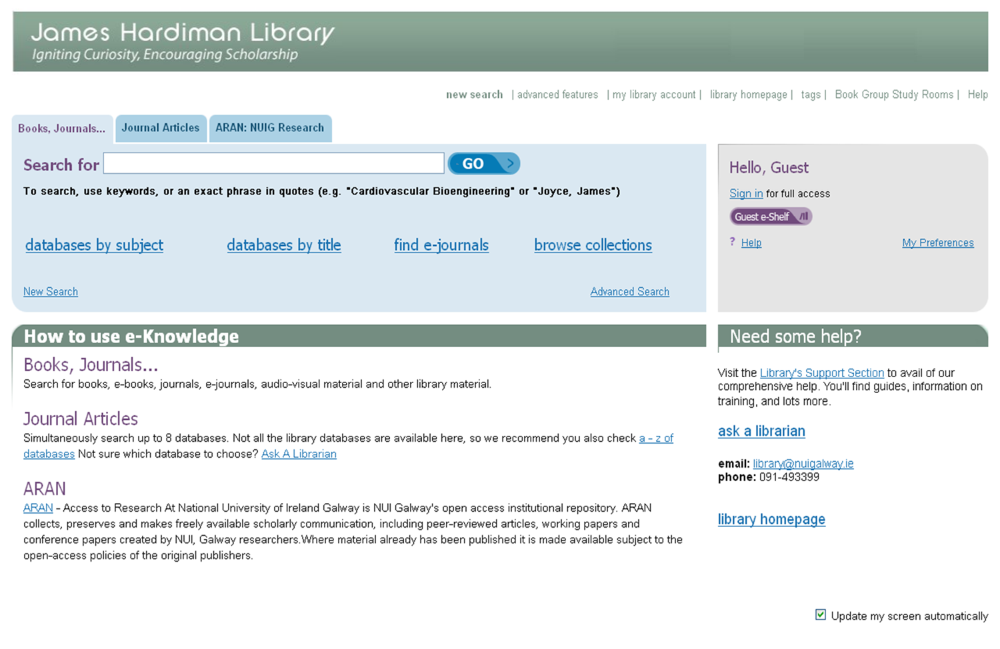 James Hardiman Library
Igniting Curiosity, Encouraging Scholarship
new search | advanced features | my library account | library homepage | tags | Book Group Study Rooms | Help
Books, Journals... Journal Articles ARAN: NUIG Research
Search for GO >
To search, use keywords, or an exact phrase in quotes (e.g. "Cardiovascular Bioengineering" or "Joyce, James")
databases by subject databases by title find e-journals browse collections
New Search Advanced Search
Hello, Guest
Sign in for full access
Guest e-Shelf
? Help My Preferences
How to use e-Knowledge
Books, Journals...
Search for books, e-books, journals, e-journals, audio-visual material and other library material.
Journal Articles
Simultaneously search up to 8 databases. Not all the library databases are available here, so we recommend you also check a - z of
databases Not sure which database to choose? Ask A Librarian
ARAN
ARAN - Access to Research At National University of Ireland Galway is NUI Galway's open access institutional repository. ARAN
collects, preserves and makes freely available scholarly communication, including peer-reviewed articles, working papers and
conference papers created by NUI, Galway researchers.Where material already has been published it is made available subject to the
open-access policies of the original publishers.
Need some help?
Visit the Library's Support Section to avail of our
comprehensive help. You'll find guides, information on
training, and lots more.
ask a librarian
email: library@nuigalway.ie
phone: 091-493399
library homepage
Update my screen automatically